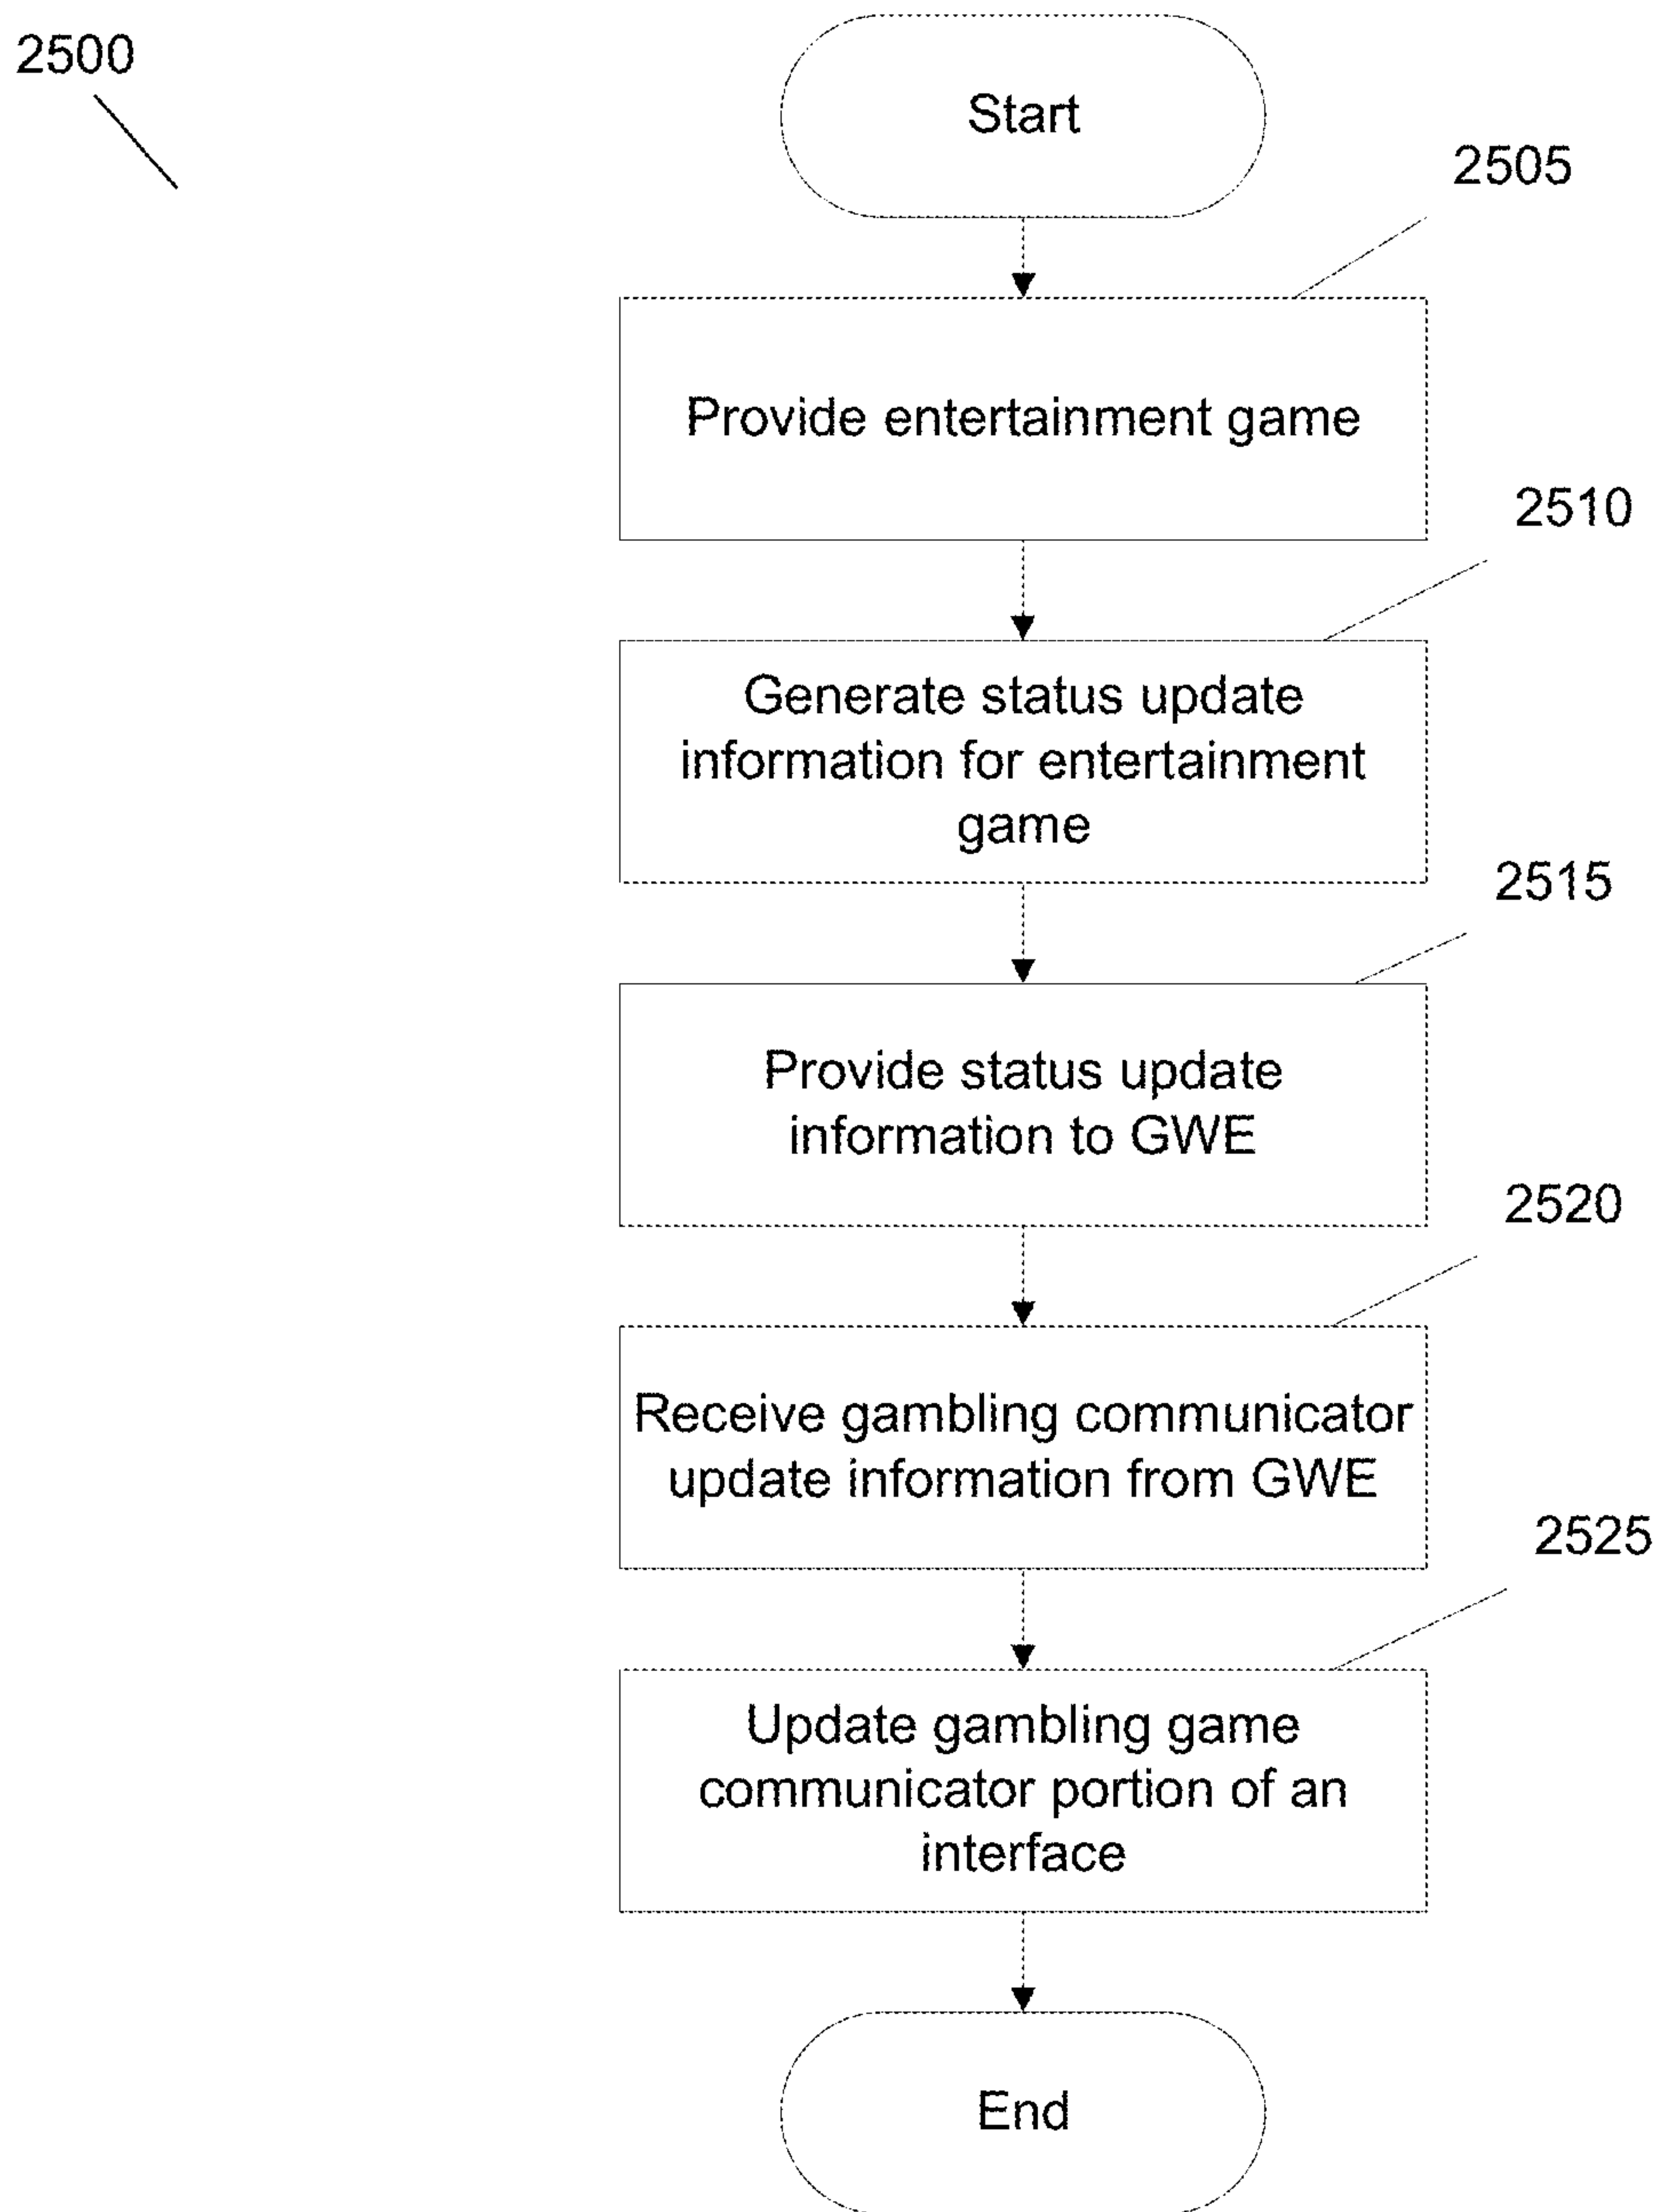 2500
Start
2505
Provide entertainment game
2510
Generate status update
information for entertainment
game
2515
Provide status update
information to GWE
2520
Receive gambling communicator
update information from GWE
2525
Update gambling game
communicator portion of an
interface
End